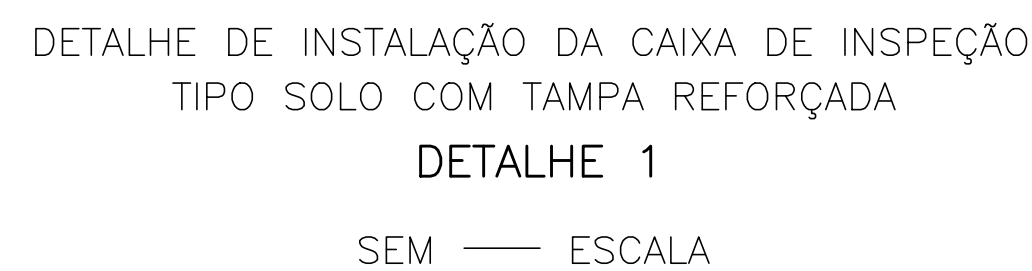 DETALHE DE INSTALAÇÃO DA CAIXA DE INSPEÇÃO
TIPO SOLO COM TAMPA REFORÇADA
DETALHE 1
SEM —— ESCALA